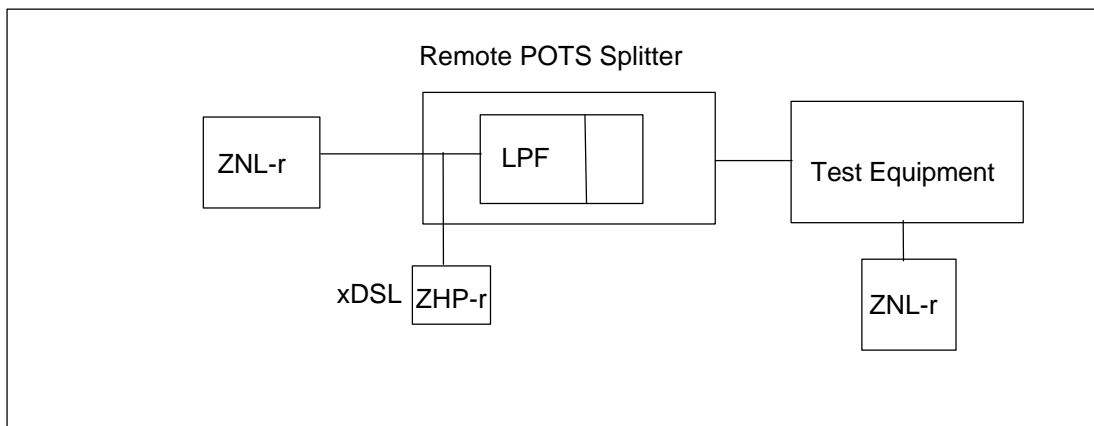 Remote POTS Splitter
ZNL-r
LPF
Test Equipment
xDSL
ZHP-r
ZNL-r